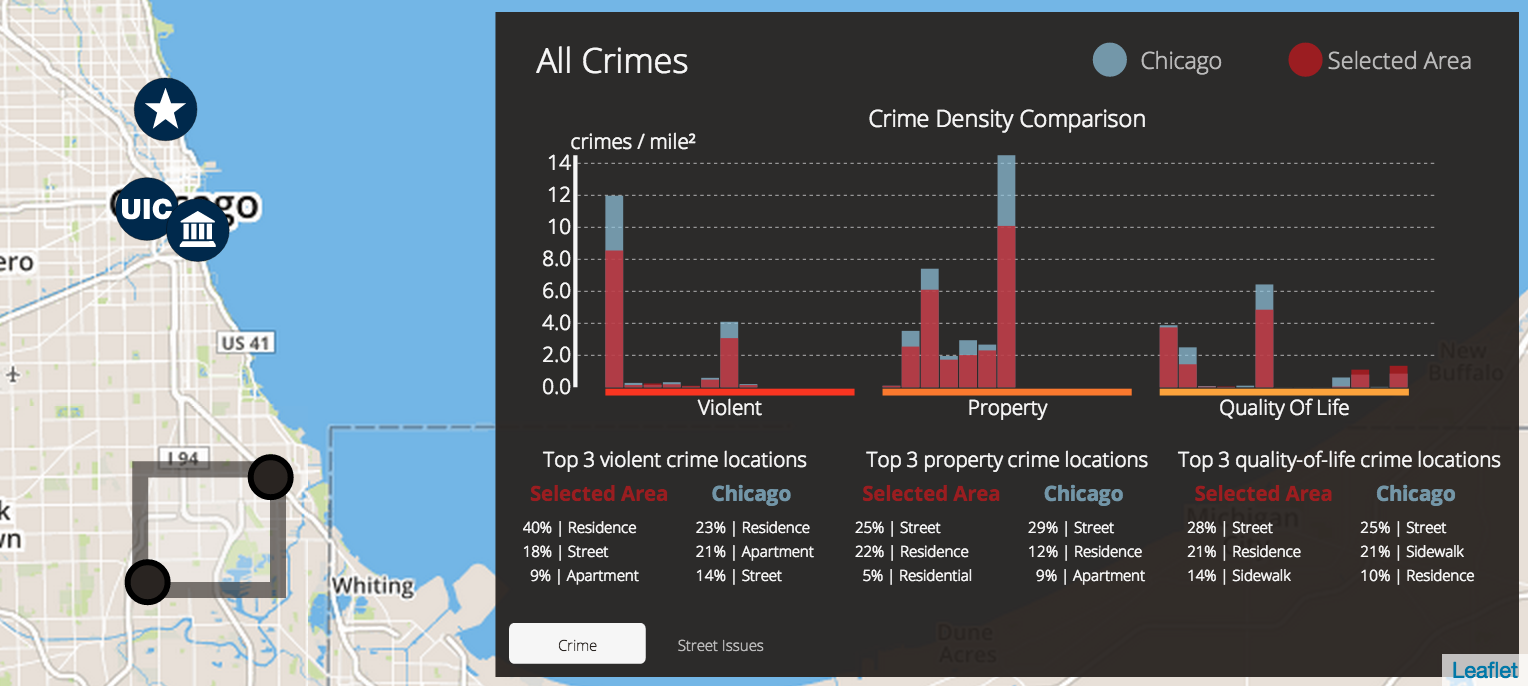 All Crimes
Chicago
Selected Area
Crime Density Comparison
crimes / mile²
14
12
10
8.0
6.0
4.0
2.0
0.0
Violent
Property
Quality Of Life
Top 3 violent crime locations
Selected Area Chicago
40% | Residence 23% | Residence
18% | Street 21% | Apartment
9% | Apartment 14% | Street
Top 3 property crime locations
Selected Area Chicago
25% | Street 29% | Street
22% | Residence 12% | Residence
5% | Residential 9% | Apartment
Top 3 quality-of-life crime locations
Selected Area Chicago
28% | Street 25% | Street
21% | Residence 21% | Sidewalk
14% | Sidewalk 10% | Residence
Crime
Street Issues
UIC
US 41
I 94
Whiting
New
Buffalo
Dune
Acres
Leaflet